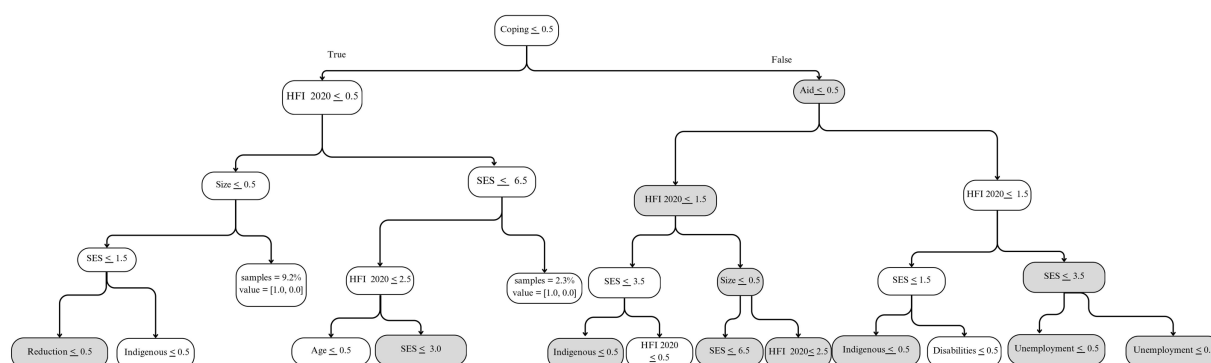 Coping ≤ 0.5
True
False
HFI 2020 ≤ 0.5
Aid ≤ 0.5
Size ≤ 0.5
SES ≤ 6.5
HFI 2020 ≤ 1.5
HFI 2020 ≤ 1.5
SES ≤ 1.5
samples = 9.2%
value = [1.0, 0.0]
HFI 2020 ≤ 2.5
samples = 2.3%
value = [1.0, 0.0]
SES ≤ 3.5
Size ≤ 0.5
SES ≤ 1.5
SES ≤ 3.5
Reduction ≤ 0.5
Indigenous ≤ 0.5
Age ≤ 0.5
SES ≤ 3.0
Indigenous ≤ 0.5
HFI 2020
≤ 0.5
SES ≤ 6.5
HFI 2020 ≤ 2.5
Indigenous ≤ 0.5
Disabilities ≤ 0.5
Unemployment ≤ 0.5
Unemployment ≤ 0.